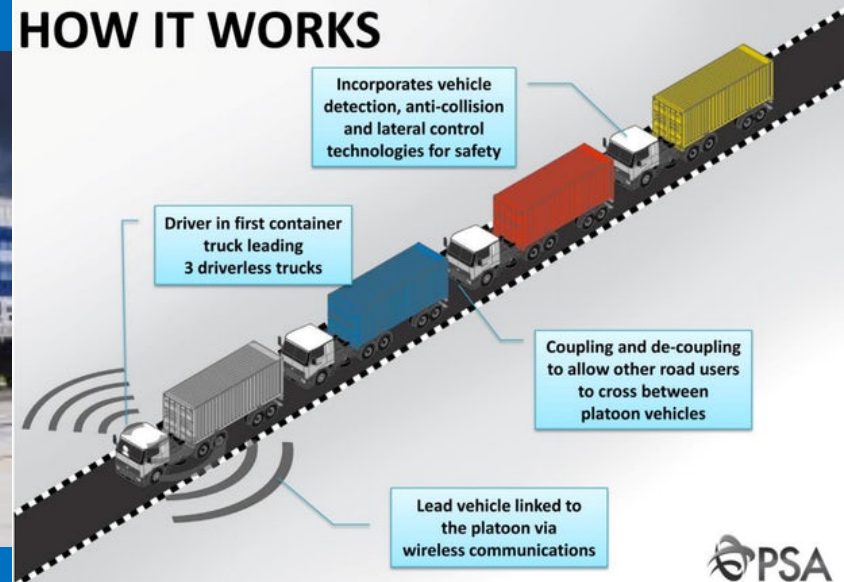 HOW IT WORKS
Incorporates vehicle
detection, anti-collision
and lateral control
technologies for safety
Driver in first container
truck leading
3 driverless trucks
Coupling and de-coupling
to allow other road users
to cross between
platoon vehicles
Lead vehicle linked to
the platoon via
wireless communications
PSA